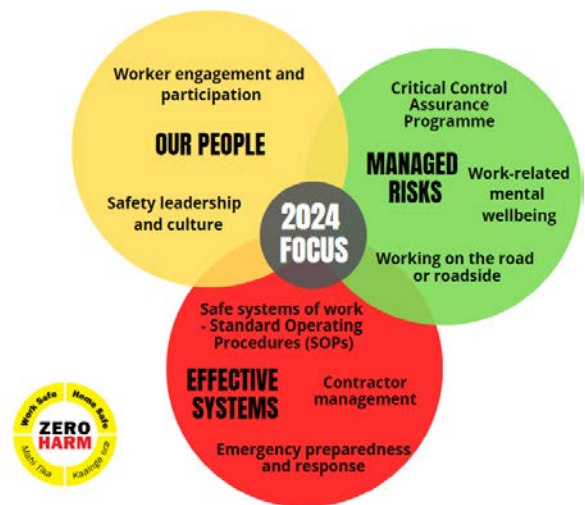 Worker engagement and
participation
OUR PEOPLE
Safety leadership
and culture
Critical Control
Assurance
Programme
MANAGED
RISKS
Work-related
mental
wellbeing
Working on the road
or roadside
2024
FOCUS
Safe systems of work
- Standard Operating
Procedures (SOPs)
EFFECTIVE
SYSTEMS
Contractor
management
Emergency preparedness
and response
Work Safe
Home Safe
ZERO
HARM
Mahi Tika
Kaainga ora